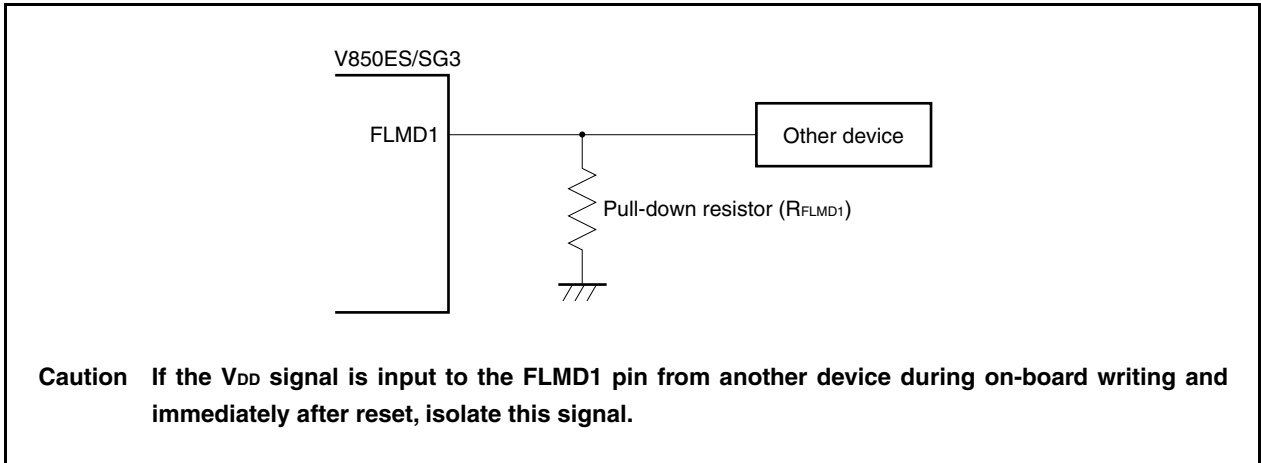 V850ES/SG3
FLMD1
Other device
Pull-down resistor (RFLMD1)
Caution If the VDD signal is input to the FLMD1 pin from another device during on-board writing and
immediately after reset, isolate this signal.